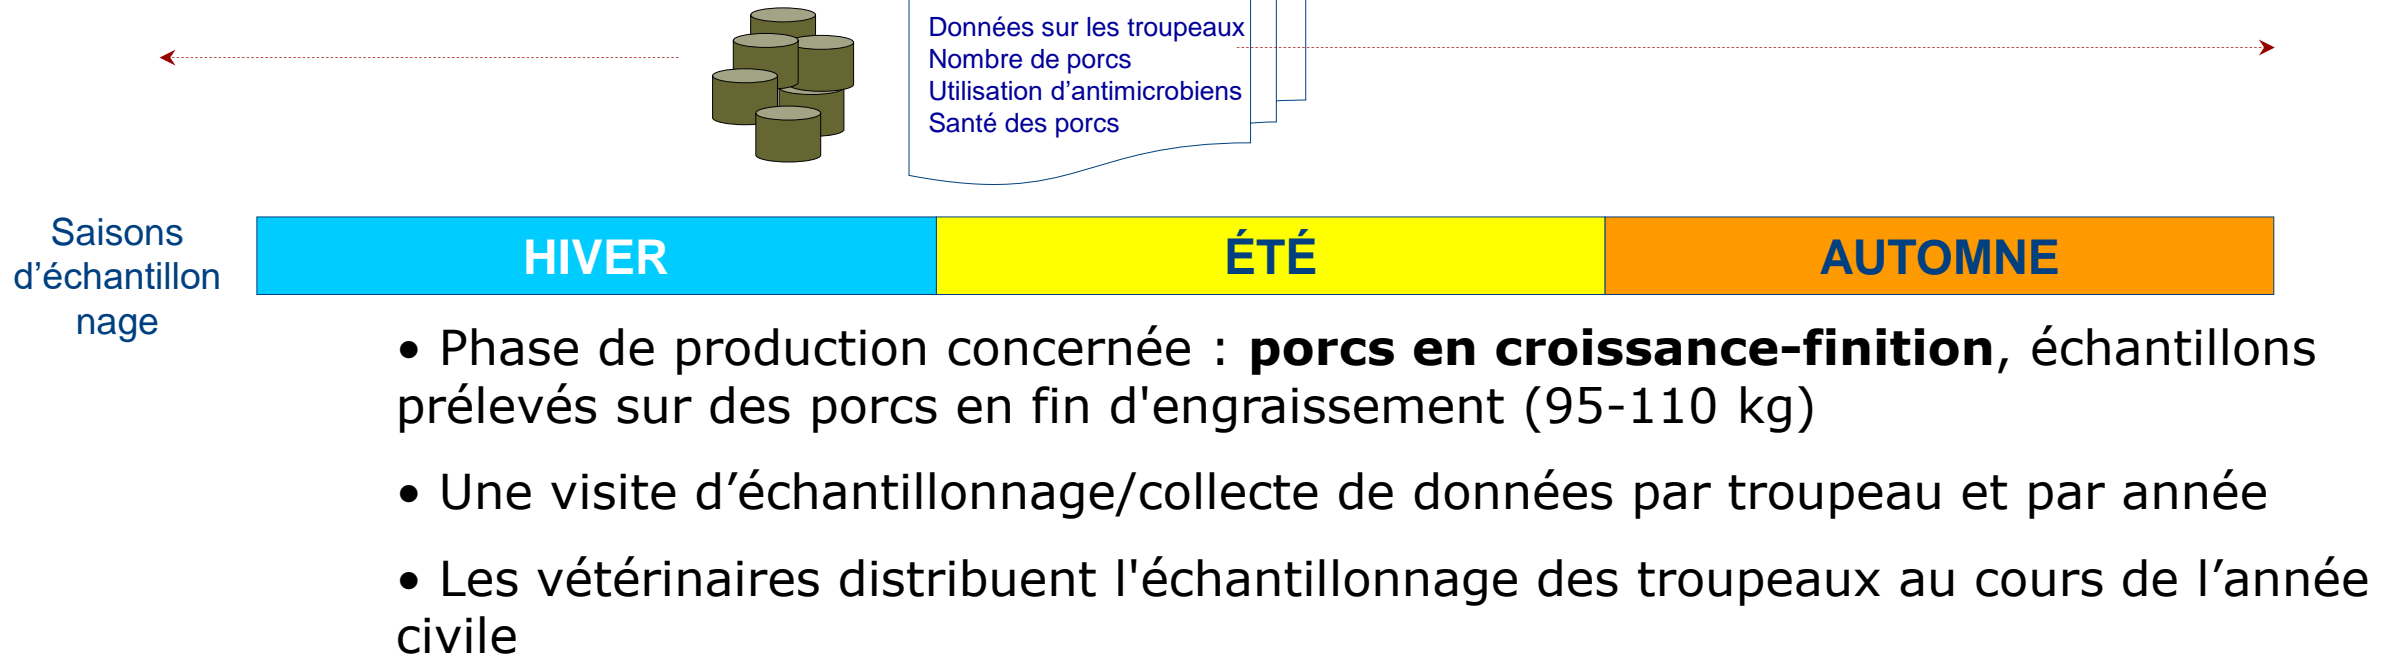 Données sur les troupeaux
Nombre de porcs
Utilisation d’antimicrobiens
Santé des porcs
Saisons
d’échantillon
nage
HIVER
ÉTÉ
AUTOMNE
• Phase de production concernée : porcs en croissance-finition, échantillons
prélevés sur des porcs en fin d'engraissement (95-110 kg)
• Une visite d’échantillonnage/collecte de données par troupeau et par année
• Les vétérinaires distribuent l'échantillonnage des troupeaux au cours de l’année
civile